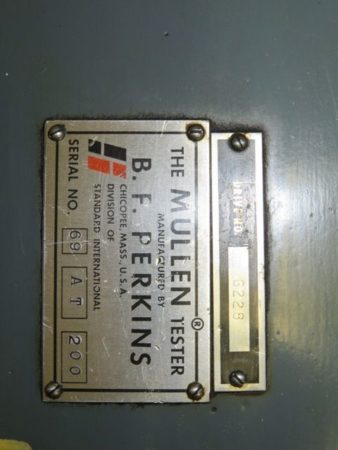 THE MULLEN TESTER®
MANUFACTURED BY
B. F. PERKINS
CHICOPEE, MASS., U.S.A.
DIVISION OF
STANDARD INTERNATIONAL
SERIAL NO. 69 AT 200
6228